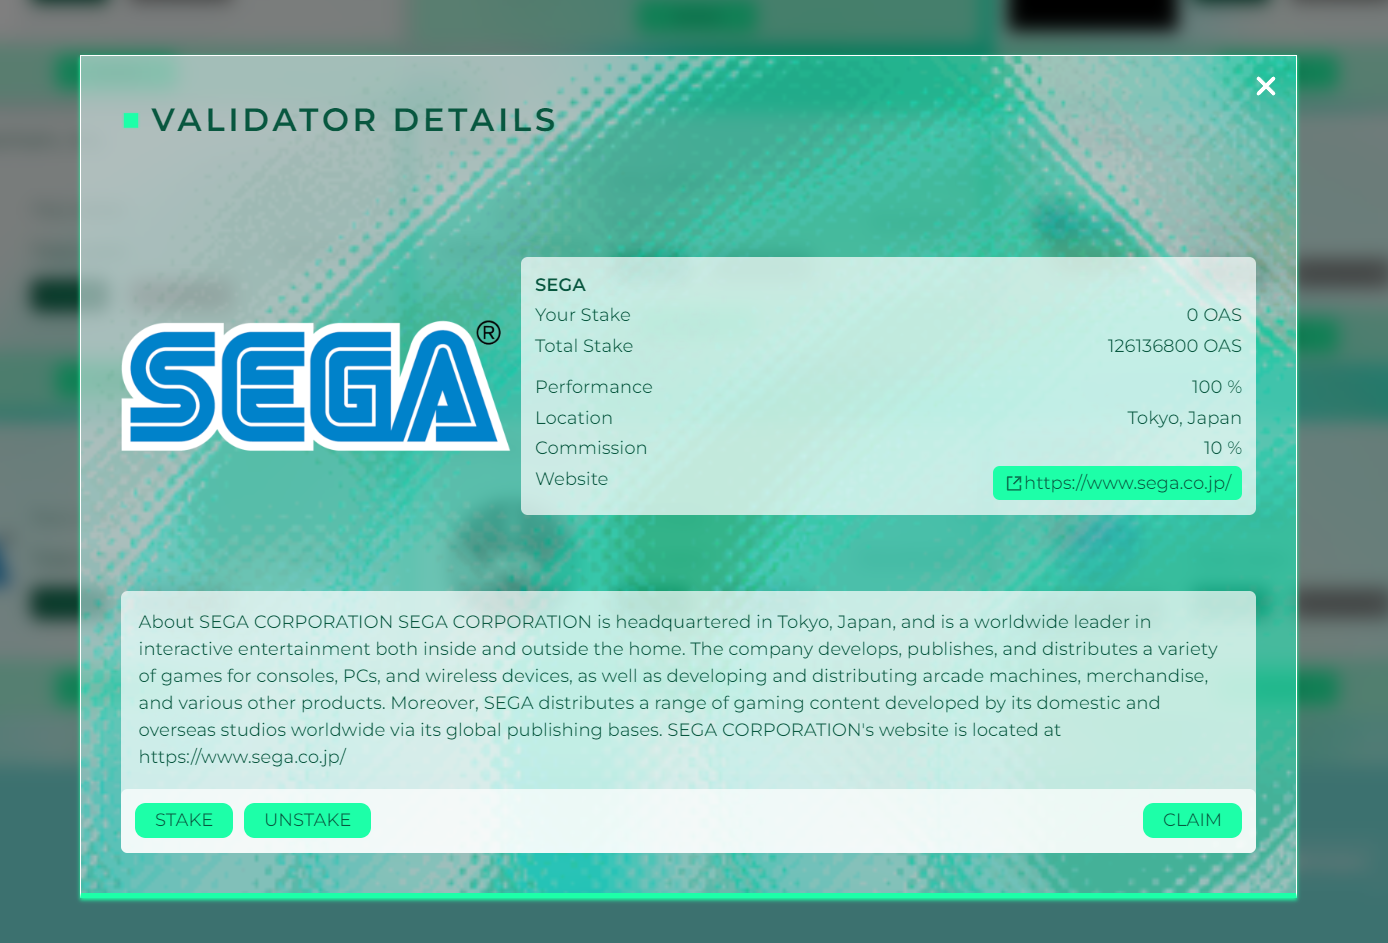 VALIDATOR DETAILS
SEGA®
SEGA
Your Stake 0 OAS
Total Stake 126136800 OAS
Performance 100 %
Location Tokyo, Japan
Commission 10 %
Website https://www.sega.co.jp/
About SEGA CORPORATION SEGA CORPORATION is headquartered in Tokyo, Japan, and is a worldwide leader in
interactive entertainment both inside and outside the home. The company develops, publishes, and distributes a variety
of games for consoles, PCs, and wireless devices, as well as developing and distributing arcade machines, merchandise,
and various other products. Moreover, SEGA distributes a range of gaming content developed by its domestic and
overseas studios worldwide via its global publishing bases. SEGA CORPORATION's website is located at
https://www.sega.co.jp/
STAKE UNSTAKE CLAIM